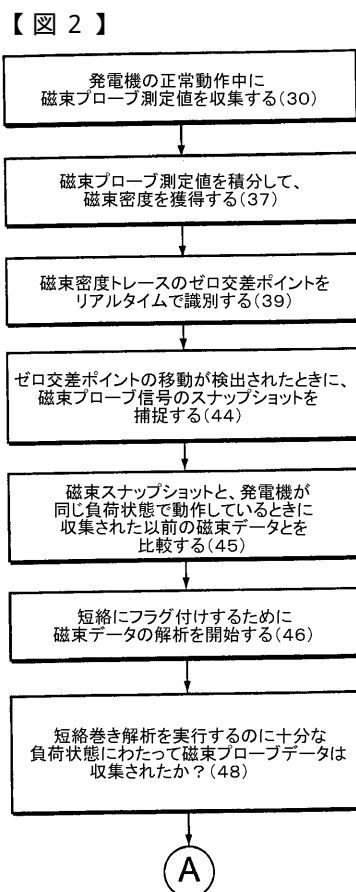 【図２】
発電機の正常動作中に
磁束プローブ測定値を収集する(30)
磁束プローブ測定値を積分して、
磁束密度を獲得する(37)
磁束密度トレースのゼロ交差ポイントを
リアルタイムで識別する(39)
ゼロ交差ポイントの移動が検出されたときに、
磁束プローブ信号のスナップショットを
捕捉する(44)
磁束スナップショットと、発電機が
同じ負荷状態で動作しているときに
収集された以前の磁束データとを
比較する(45)
短絡にフラグ付けするために
磁束データの解析を開始する(46)
短絡巻き解析を実行するのに十分な
負荷状態にわたって磁束プローブデータは
収集されたか？(48)
A